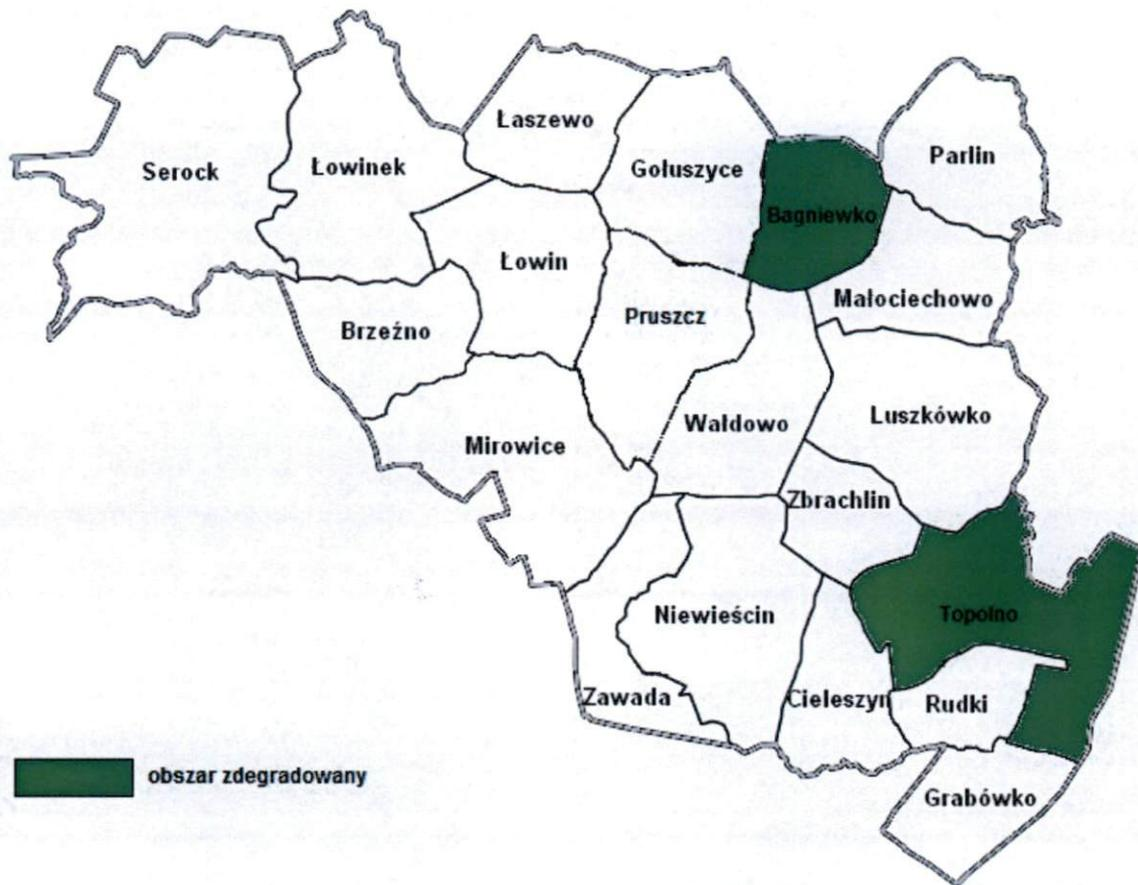 Łaszewo
Parlin
Serock
Łowinek
Gołuszyce
Bagniewko
Łowin
Małociechowo
Brzeźno
Pruszcz
Luszkówko
Wałdowo
Mirowice
Zbrachlin
Niewieścin
Topolno
Zawada
Cieleszyn
Rudki
obszar zdegradowany
Grabówko